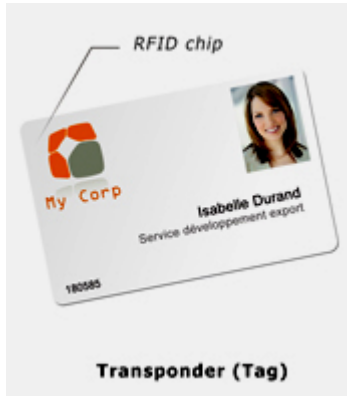 RFID chip
My Corp
Isabelle Durand
Service développement export
180585
Transponder (Tag)